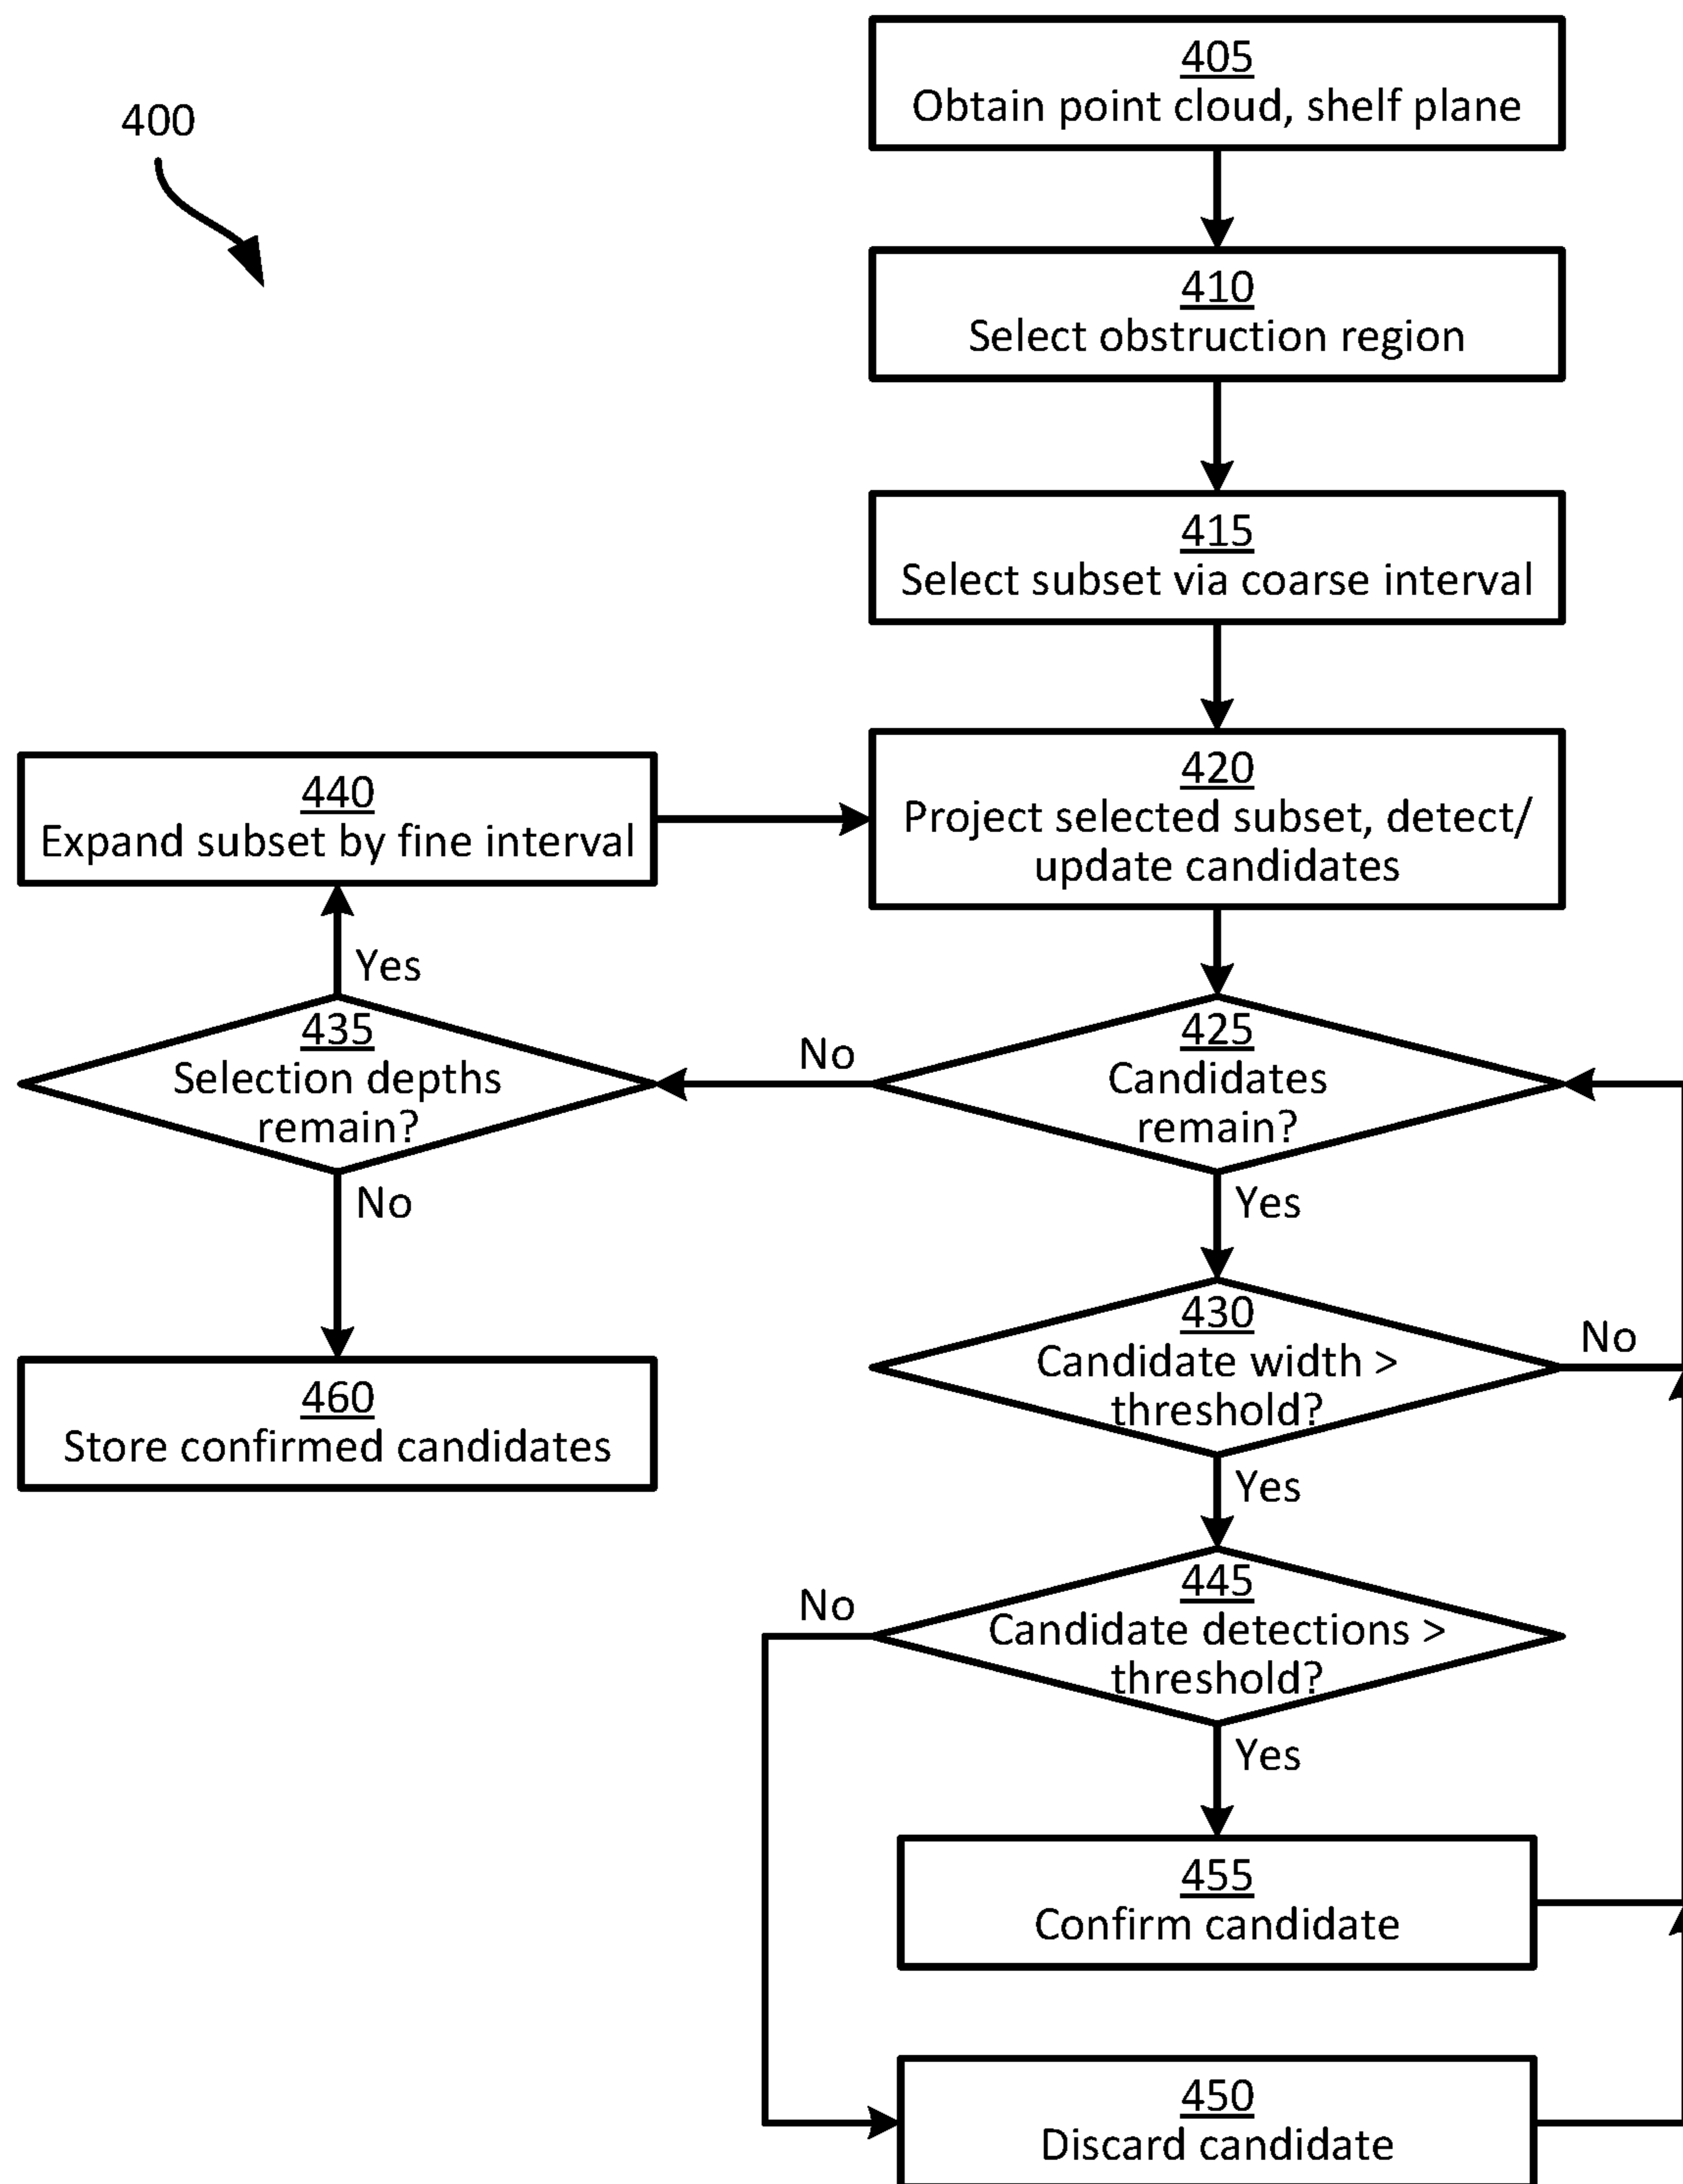 400
405
Obtain point cloud, shelf plane
410
Select obstruction region
415
Select subset via coarse interval
420
Project selected subset, detect/
update candidates
440
Expand subset by fine interval
Yes
425
Candidates
remain?
No
435
Selection depths
remain?
No
Yes
430
Candidate width >
threshold?
No
460
Store confirmed candidates
Yes
445
Candidate detections >
threshold?
No
Yes
455
Confirm candidate
450
Discard candidate